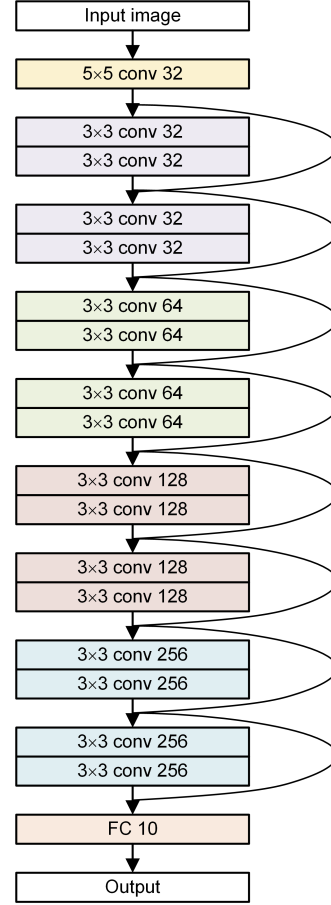 Input image
5×5 conv 32
3×3 conv 32
3×3 conv 32
3×3 conv 32
3×3 conv 32
3×3 conv 64
3×3 conv 64
3×3 conv 64
3×3 conv 64
3×3 conv 128
3×3 conv 128
3×3 conv 128
3×3 conv 128
3×3 conv 256
3×3 conv 256
3×3 conv 256
3×3 conv 256
FC 10
Output